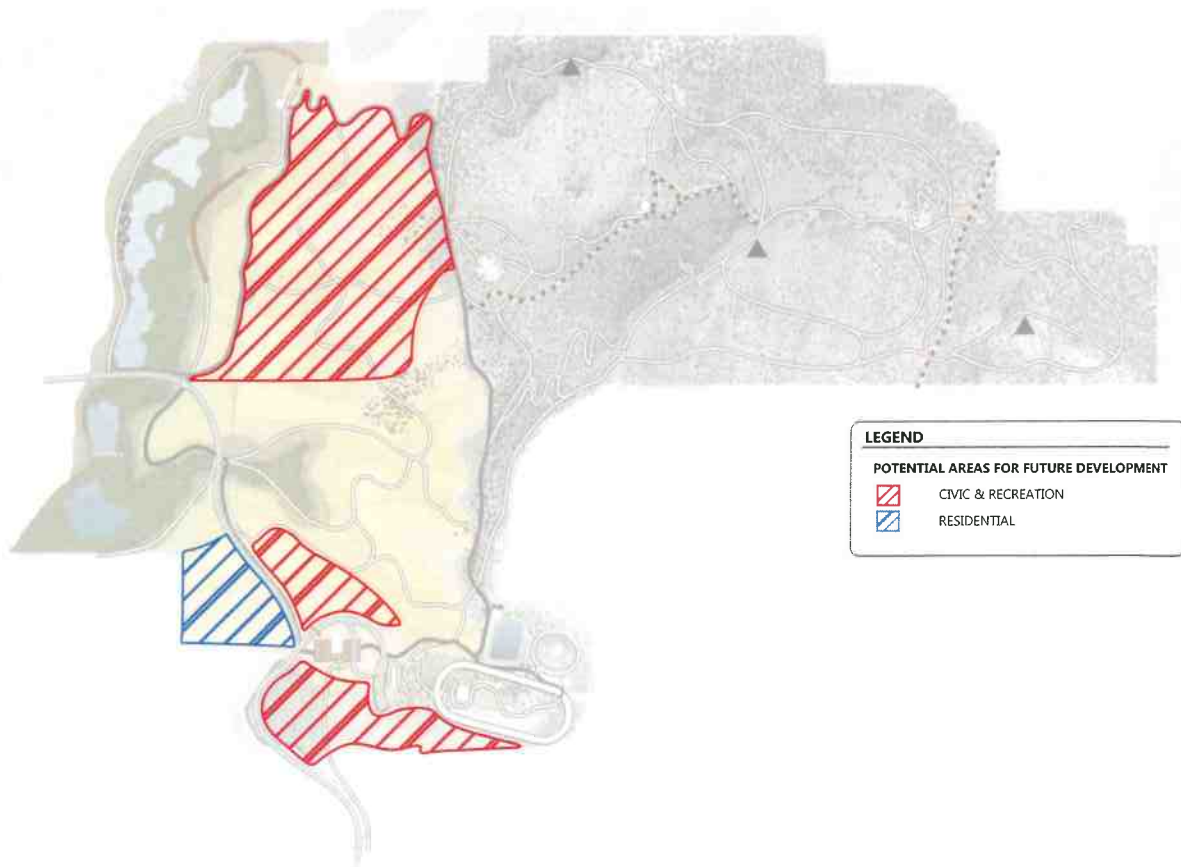 LEGEND
POTENTIAL AREAS FOR FUTURE DEVELOPMENT
CIVIC & RECREATION
RESIDENTIAL